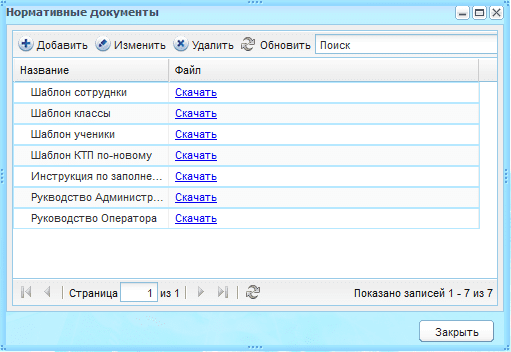 Нормативные документы
Добавить Изменить Удалить Обновить Поиск
Название Файл
Шаблон сотруднки Скачать
Шаблон классы Скачать
Шаблон ученики Скачать
Шаблон КТП по-новому Скачать
Инструкция по заполне... Скачать
Рукводство Администр... Скачать
Руководство Оператора Скачать
Страница 1 из 1 Показано записей 1 - 7 из 7
Закрыть